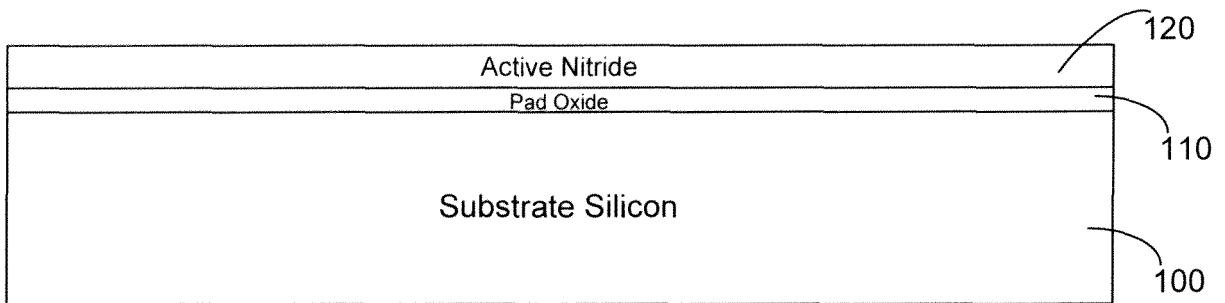 120
Active Nitride
Pad Oxide
110
Substrate Silicon
100